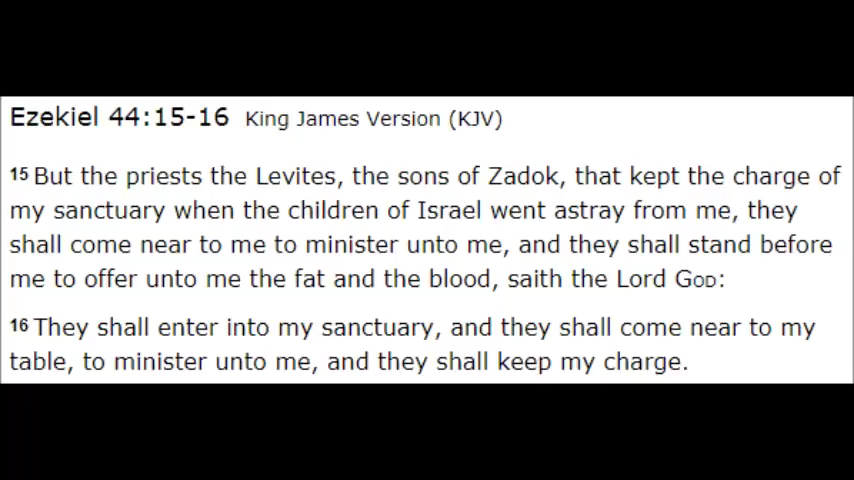 Ezekiel 44:15-16 King James Version (KJV)
15 But the priests the Levites, the sons of Zadok, that kept the charge of
my sanctuary when the children of Israel went astray from me, they
shall come near to me to minister unto me, and they shall stand before
me to offer unto me the fat and the blood, saith the Lord GOD:
16 They shall enter into my sanctuary, and they shall come near to my
table, to minister unto me, and they shall keep my charge.